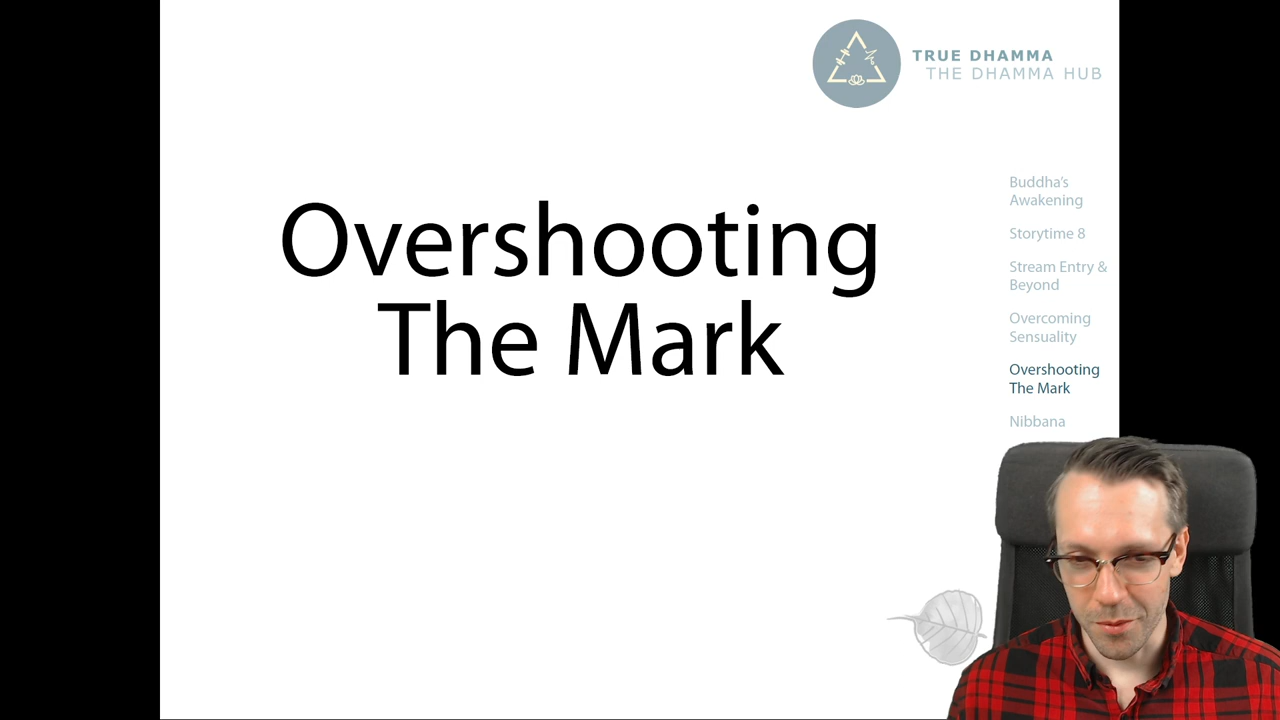 TRUE DHAMMA
THE DHAMMA HUB
Overshooting
The Mark
Buddha’s
Awakening
Storytime 8
Stream Entry &
Beyond
Overcoming
Sensuality
Overshooting
The Mark
Nibbana